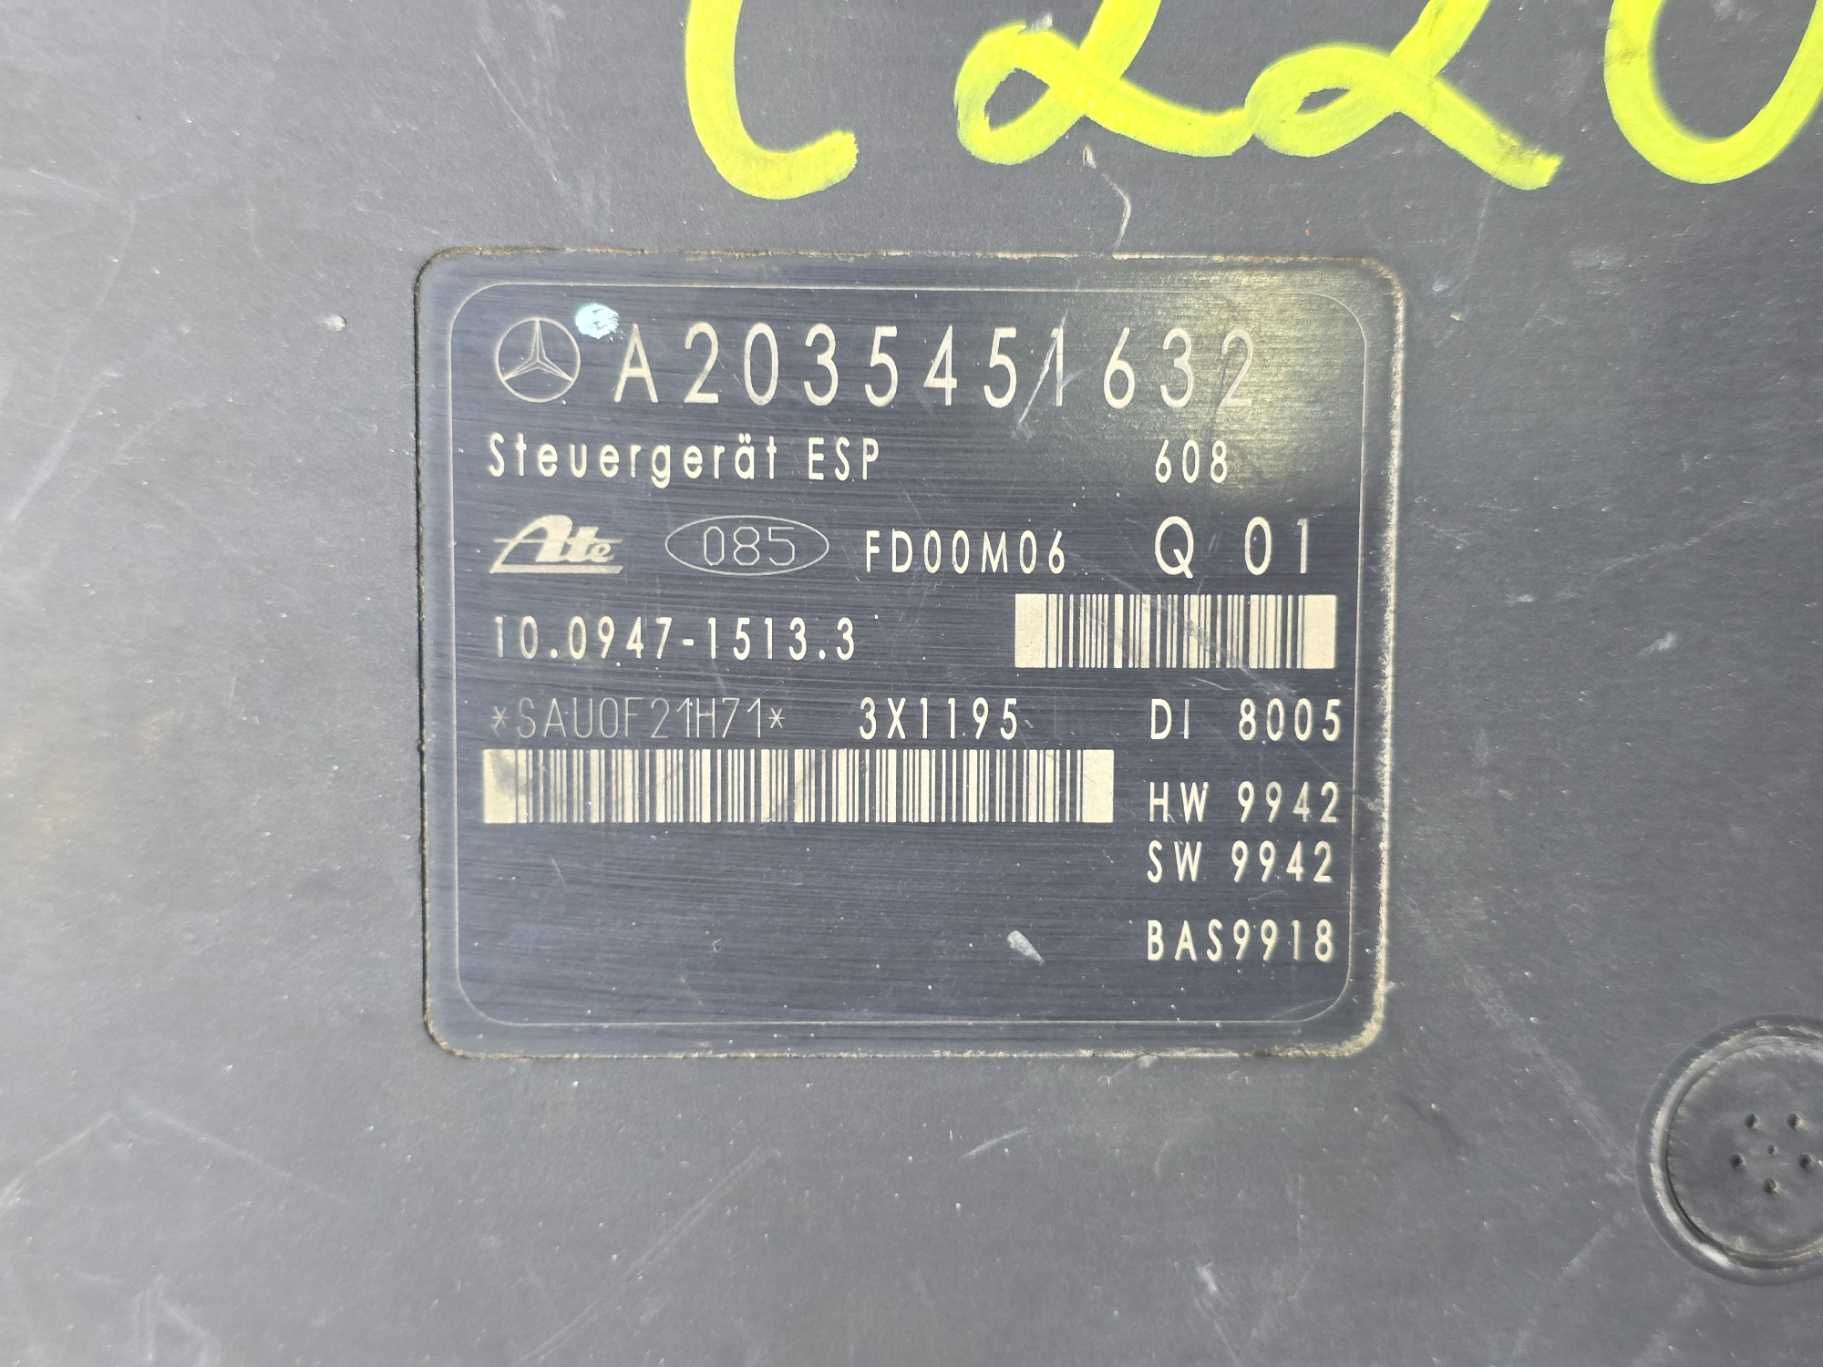 C220
A2035451632
Steuergerät ESP 608
Ate 085 FD00M06 Q 01
10.0947-1513.3
*SAU0F21H71* 3X1195 DI 8005
HW 9942
SW 9942
BAS9918